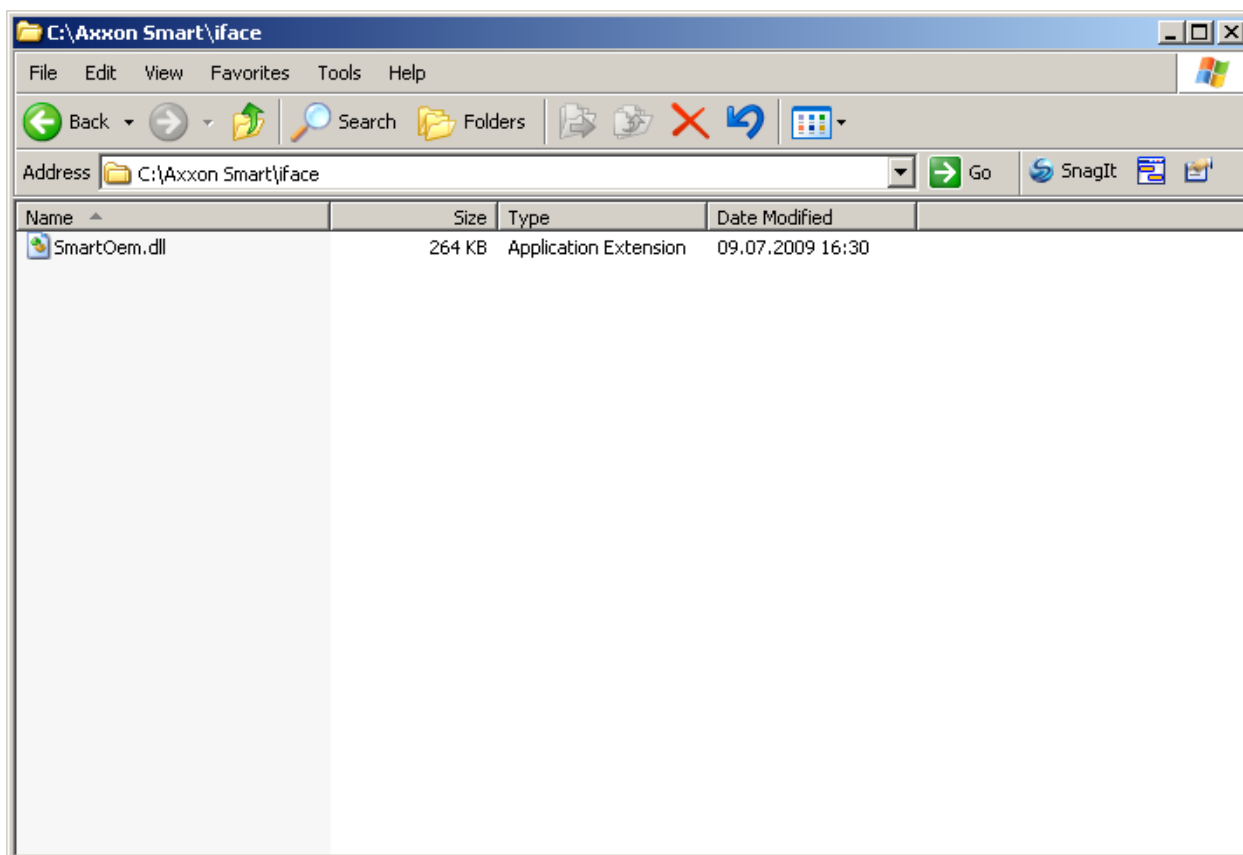 C:\Axxon Smart\iface
File Edit View Favorites Tools Help
Back Search Folders
Address C:\Axxon Smart\iface Go SnagIt
Name Size Type Date Modified
SmartOem.dll 264 KB Application Extension 09.07.2009 16:30